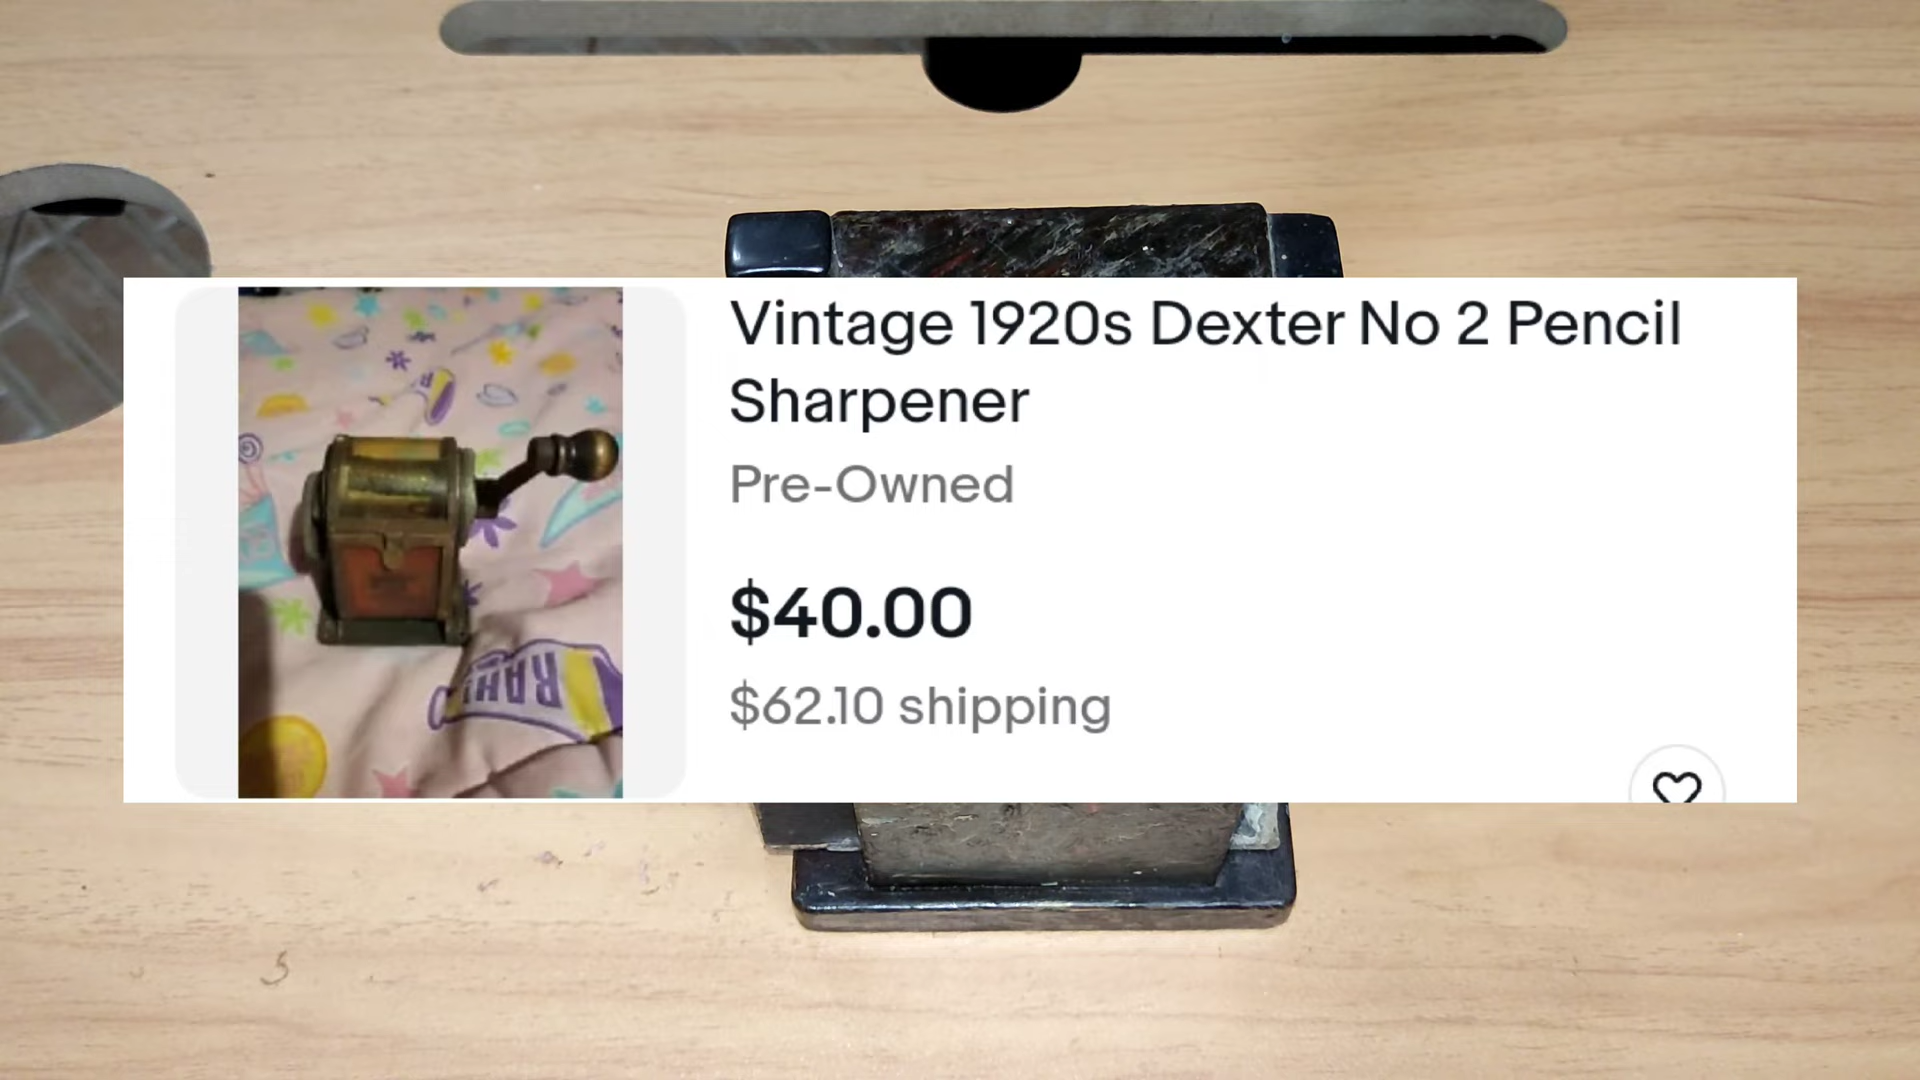 Vintage 1920s Dexter No 2 Pencil
Sharpener
Pre-Owned
$40.00
$62.10 shipping